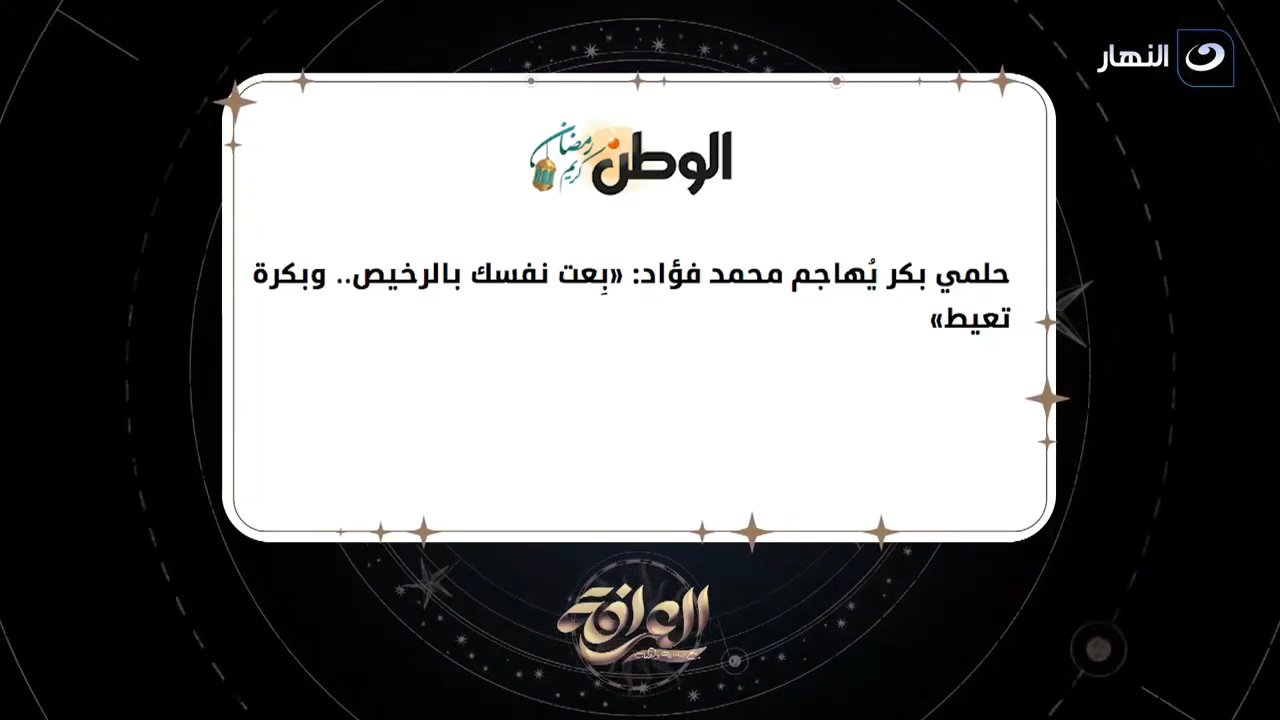 النهار
الوطن
رمضان
كريم
حلمي بكر يُهاجم محمد فؤاد: «بِعت نفسك بالرخيص.. وبكرة
تعيط»
العرافة